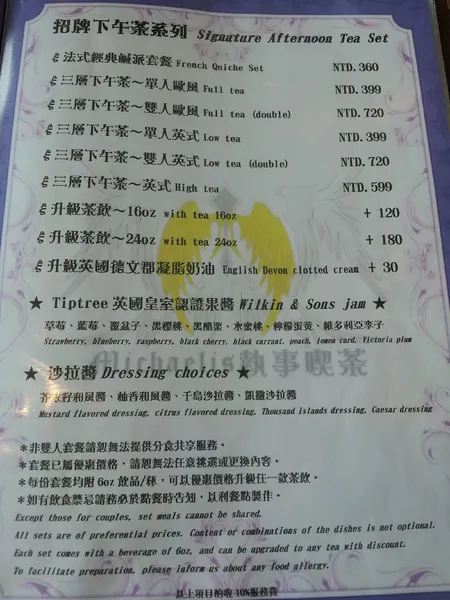 招牌下午茶系列 Signature Afternoon Tea Set
法式經典鹹派套餐 French Quiche Set NTD. 360
三層下午茶～單人歐風 Full tea NTD. 399
三層下午茶～雙人歐風 Full tea (double) NTD. 720
三層下午茶～單人英式 Low tea NTD. 399
三層下午茶～雙人英式 Low tea (double) NTD. 720
三層下午茶～英式 High tea NTD. 599
升級茶飲～16oz with tea 16oz + 120
升級茶飲～24oz with tea 24oz + 180
升級英國德文郡凝脂奶油 English Devon clotted cream + 30
★ Tiptree 英國皇室認證果醬 Wilkin & Sons jam ★
草莓、藍莓、覆盆子、黑櫻桃、黑醋栗、水蜜桃、檸檬蛋黃、維多利亞李子
Strawberry, blueberry, raspberry, black cherry, black currant, peach, lemon curd, Victoria plum
Michaelis執事喫茶
★ 沙拉醬 Dressing choices ★
芥末籽和風醬、柚香和風醬、千島沙拉醬、凱撒沙拉醬
Mustard flavored dressing, citrus flavored dressing, Thousand islands dressing, Caesar dressing
＊非雙人套餐請恕無法提供分食共享服務。
＊套餐已屬優惠價格，請恕無法任意挑選或更換內容。
＊每份套餐均附 6oz 飲品/杯，可以優惠價格升級任一款茶飲。
＊如有飲食禁忌請務必於點餐時告知，以利餐點製作。
Except those for couples, set meals cannot be shared.
All sets are of preferential prices. Content or combinations of the dishes is not optional.
Each set comes with a beverage of 6oz, and can be upgraded to any tea with discount.
To facilitate preparation, please inform us about any food allergy.
以上項目酌收 10%服務費